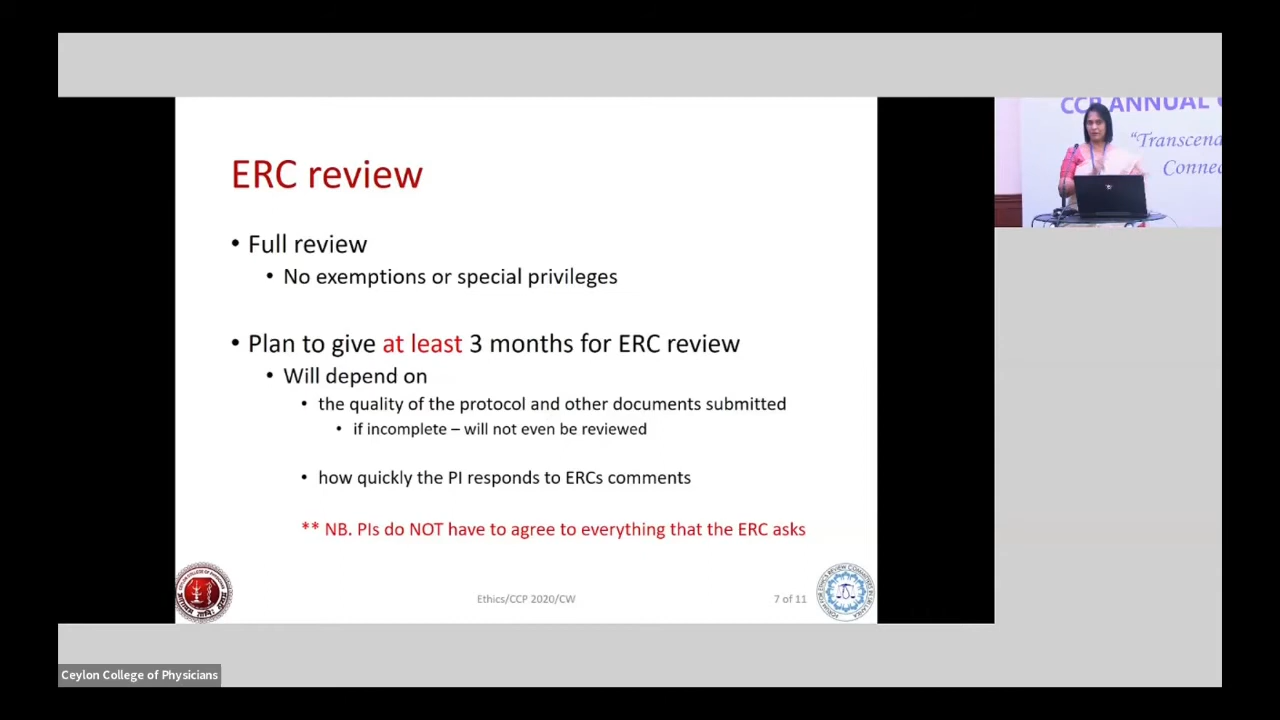 ERC review
• Full review
• No exemptions or special privileges
• Plan to give at least 3 months for ERC review
• Will depend on
• the quality of the protocol and other documents submitted
• if incomplete – will not even be reviewed
• how quickly the PI responds to ERCs comments
** NB. PIs do NOT have to agree to everything that the ERC asks
Ethics/CCP 2020/CW
7 of 11
CCP ANNUAL
“Transcend
Connec
Ceylon College of Physicians